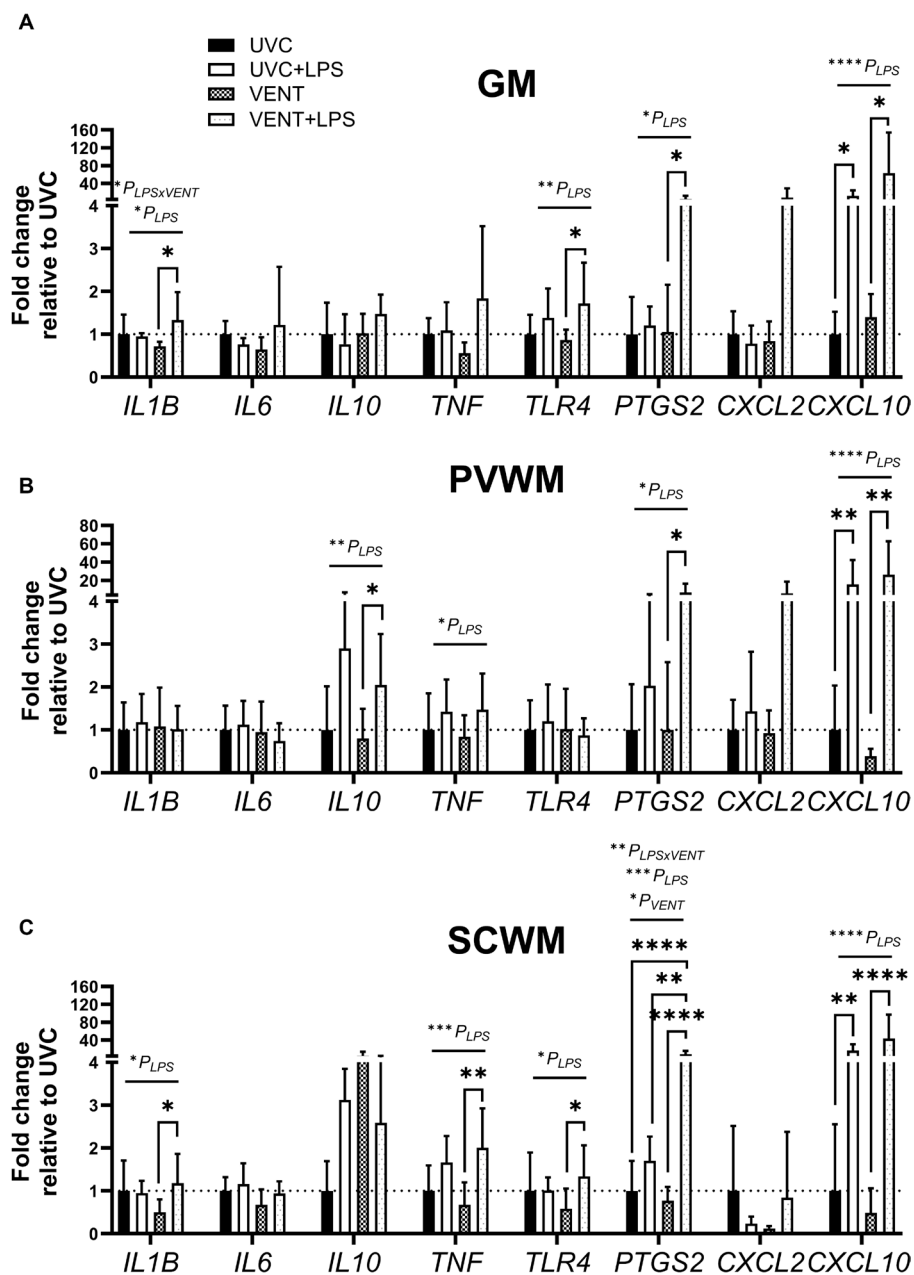 A
UVC
UVC+LPS
VENT
VENT+LPS
GM
Fold change
relative to UVC
160
120
80
40
4
3
2
1
0
*PLPSxVENT
*PLPS
*
**PLPS
*
*PLPS
*
****PLPS
*
*
IL1B IL6 IL10 TNF TLR4 PTGS2 CXCL2 CXCL10
B
PVWM
Fold change
relative to UVC
80
60
40
20
4
3
2
1
0
**PLPS
*
*PLPS
*PLPS
*
****PLPS
**
**
IL1B IL6 IL10 TNF TLR4 PTGS2 CXCL2 CXCL10
C
SCWM
Fold change
relative to UVC
160
120
80
40
4
3
2
1
0
*PLPS
*
***PLPS
**
*PLPS
*
**PLPSxVENT
***PLPS
*PVENT
****
**
****
****PLPS
**
****
IL1B IL6 IL10 TNF TLR4 PTGS2 CXCL2 CXCL10